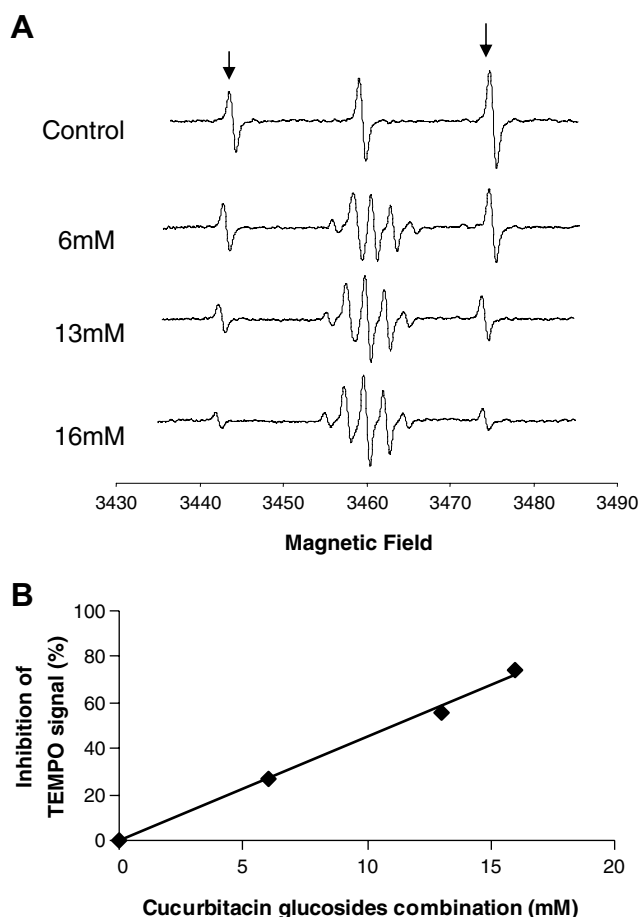 A
Control
6mM
13mM
16mM
3430 3440 3450 3460 3470 3480 3490
Magnetic Field
B
Inhibition of
TEMPO signal (%)
100
80
60
40
20
0
0 5 10 15 20
Cucurbitacin glucosides combination (mM)